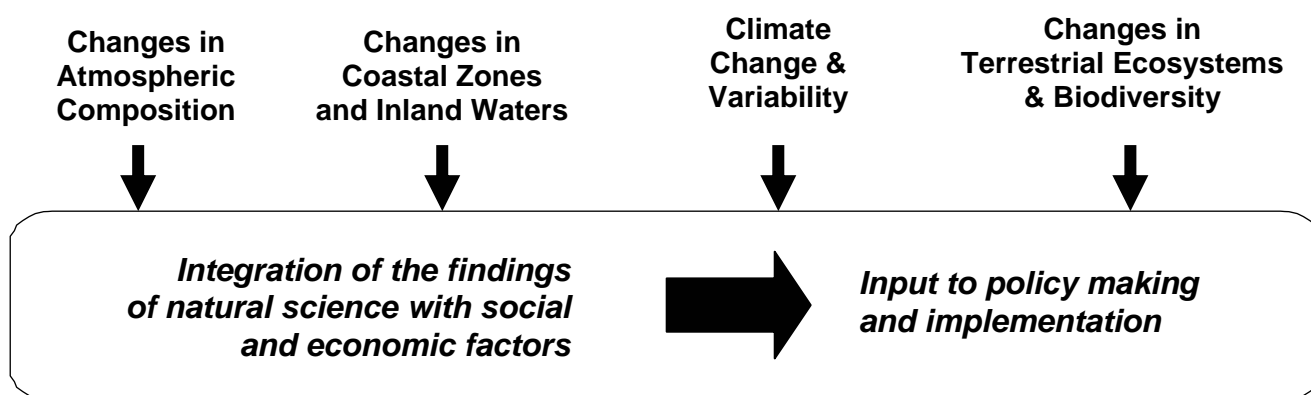 Changes in
Atmospheric
Composition
Changes in
Coastal Zones
and Inland Waters
Climate
Change &
Variability
Changes in
Terrestrial Ecosystems
& Biodiversity
Integration of the findings
of natural science with social
and economic factors
Input to policy making
and implementation